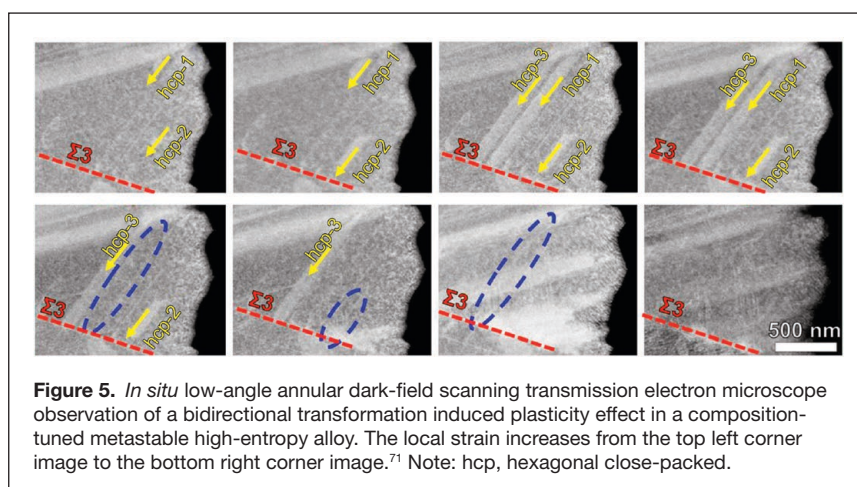 hcp-1
hcp-2
Σ3
hcp-1
hcp-2
Σ3
hcp-3
hcp-1
hcp-2
Σ3
hcp-3
hcp-1
hcp-2
Σ3
hcp-3
hcp-2
Σ3
hcp-3
Σ3
Σ3
Σ3
500 nm
Figure 5. In situ low-angle annular dark-field scanning transmission electron microscope
observation of a bidirectional transformation induced plasticity effect in a composition-
tuned metastable high-entropy alloy. The local strain increases from the top left corner
image to the bottom right corner image.71 Note: hcp, hexagonal close-packed.